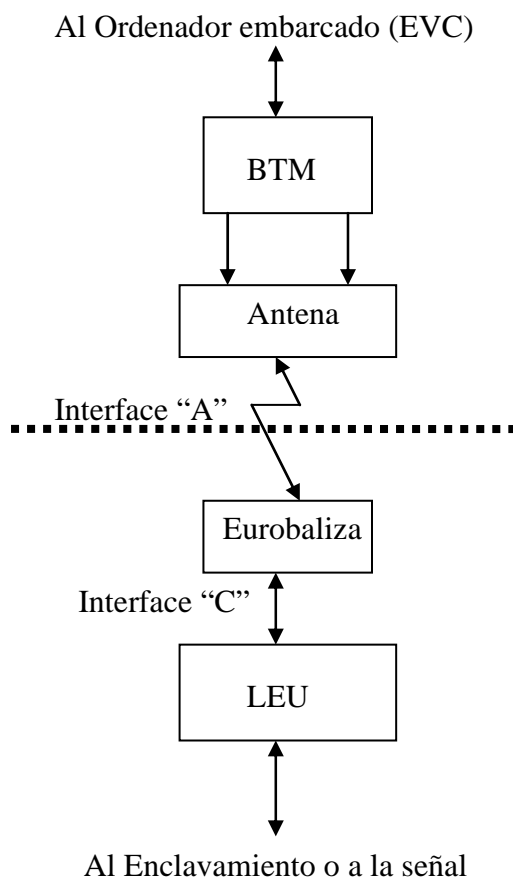 Al Ordenador embarcado (EVC)
BTM
Antena
Interface “A”
Eurobaliza
Interface “C”
LEU
Al Enclavamiento o a la señal